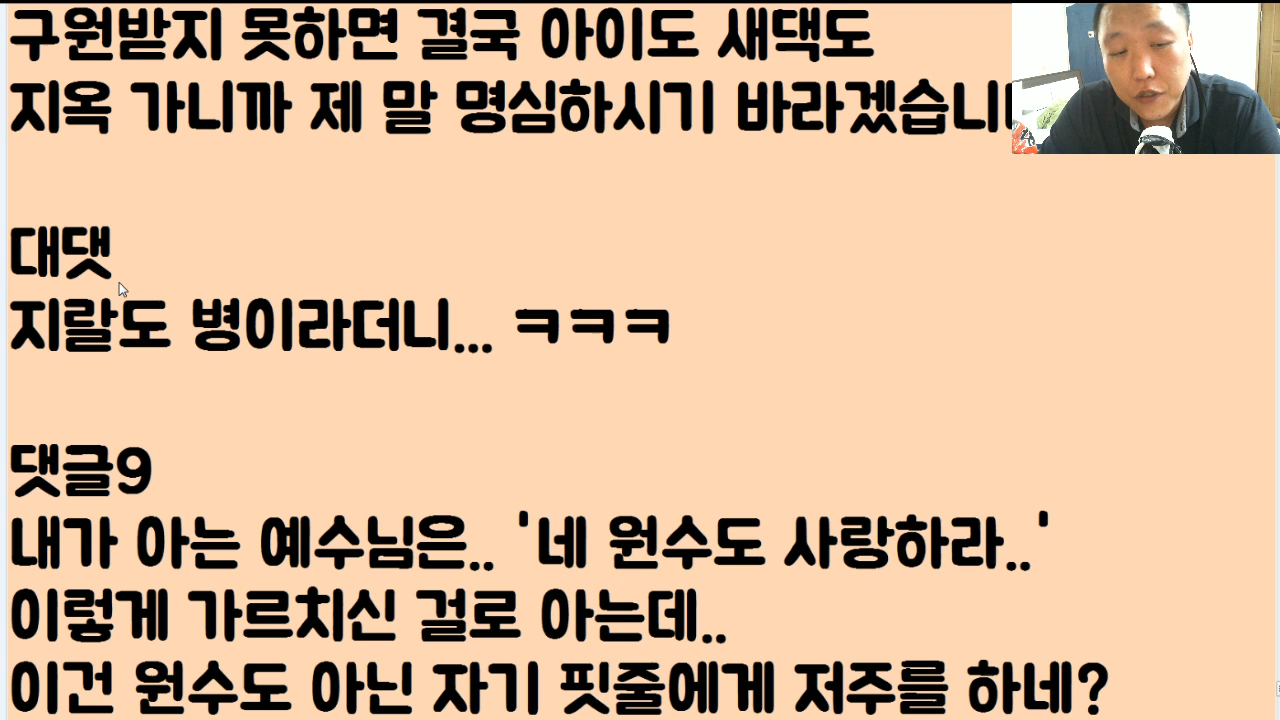 구원받지 못하면 결국 아이도 새댁도
지옥 가니까 제 말 명심하시기 바라겠습니
대댓
지랄도 병이라더니... ㅋㅋㅋ
댓글9
내가 아는 예수님은.. '네 원수도 사랑하라..'
이렇게 가르치신 걸로 아는데..
이건 원수도 아닌 자기 핏줄에게 저주를 하네?